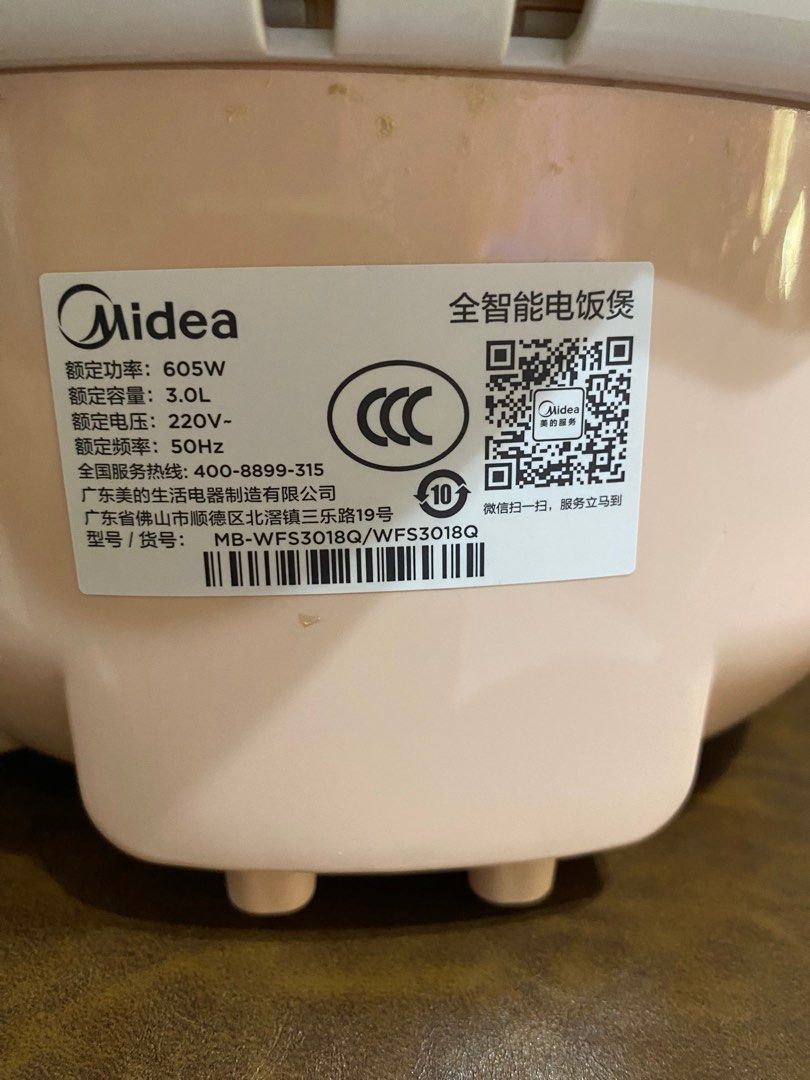 Midea
全智能电饭煲
额定功率：605W
额定容量：3.0L
额定电压：220V~
额定频率：50Hz
全国服务热线: 400-8899-315
广东美的生活电器制造有限公司
广东省佛山市顺德区北滘镇三乐路19号
型号 / 货号： MB-WFS3018Q/WFS3018Q
CCC
10
Midea
美的服务
微信扫一扫，服务立马到